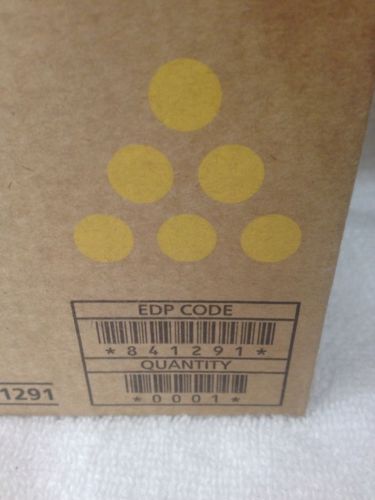 EDP CODE
*841291*
QUANTITY
*0001*
1291